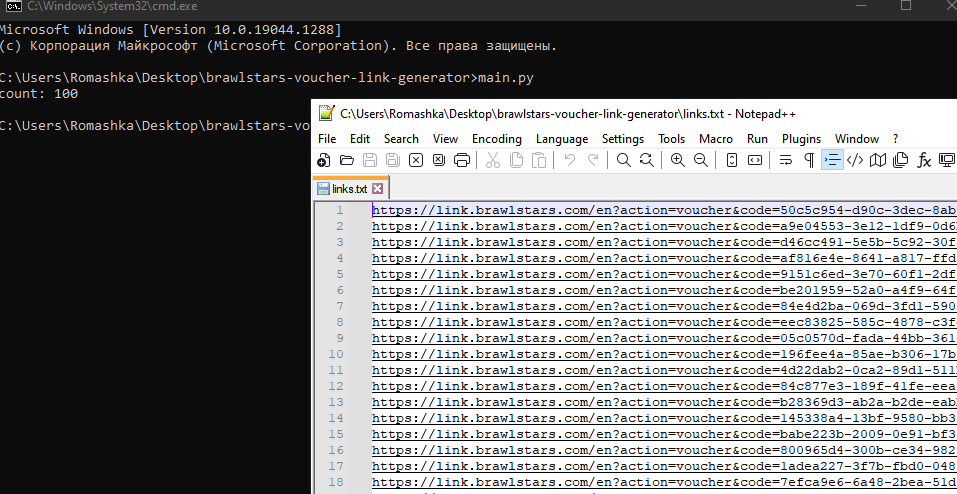 C:\Windows\System32\cmd.exe
Microsoft Windows [Version 10.0.19044.1288]
(c) Корпорация Майкрософт (Microsoft Corporation). Все права защищены.
C:\Users\Romashka\Desktop\brawlstars-voucher-link-generator>main.py
count: 100
C:\Users\Romashka\Desktop\brawlstars-vo
C:\Users\Romashka\Desktop\brawlstars-voucher-link-generator\links.txt - Notepad++
File Edit Search View Encoding Language Settings Tools Macro Run Plugins Window ?
links.txt
1 https://link.brawlstars.com/en?action=voucher&code=50c5c954-d90c-3dec-8ab
2 https://link.brawlstars.com/en?action=voucher&code=a9e04553-3e12-1df9-0d6
3 https://link.brawlstars.com/en?action=voucher&code=d46cc491-5e5b-5c92-30f
4 https://link.brawlstars.com/en?action=voucher&code=af816e4e-8641-a817-ffd
5 https://link.brawlstars.com/en?action=voucher&code=9151c6ed-3e70-60f1-2df
6 https://link.brawlstars.com/en?action=voucher&code=be201959-52a0-a4f9-64f
7 https://link.brawlstars.com/en?action=voucher&code=84e4d2ba-069d-3fd1-590
8 https://link.brawlstars.com/en?action=voucher&code=eec83825-585c-4878-c3f
9 https://link.brawlstars.com/en?action=voucher&code=05c0570d-fada-44bb-361
10 https://link.brawlstars.com/en?action=voucher&code=196fee4a-85ae-b306-17b
11 https://link.brawlstars.com/en?action=voucher&code=4d22dab2-0ca2-89d1-511
12 https://link.brawlstars.com/en?action=voucher&code=84c877e3-189f-41fe-eea
13 https://link.brawlstars.com/en?action=voucher&code=b28369d3-ab2a-b2de-eab
14 https://link.brawlstars.com/en?action=voucher&code=145338a4-13bf-9580-bb3
15 https://link.brawlstars.com/en?action=voucher&code=babe223b-2009-0e91-bf3
16 https://link.brawlstars.com/en?action=voucher&code=800965d4-300b-ce34-982
17 https://link.brawlstars.com/en?action=voucher&code=1adea227-3f7b-fbd0-048
18 https://link.brawlstars.com/en?action=voucher&code=7efca9e6-6a48-2bea-51d